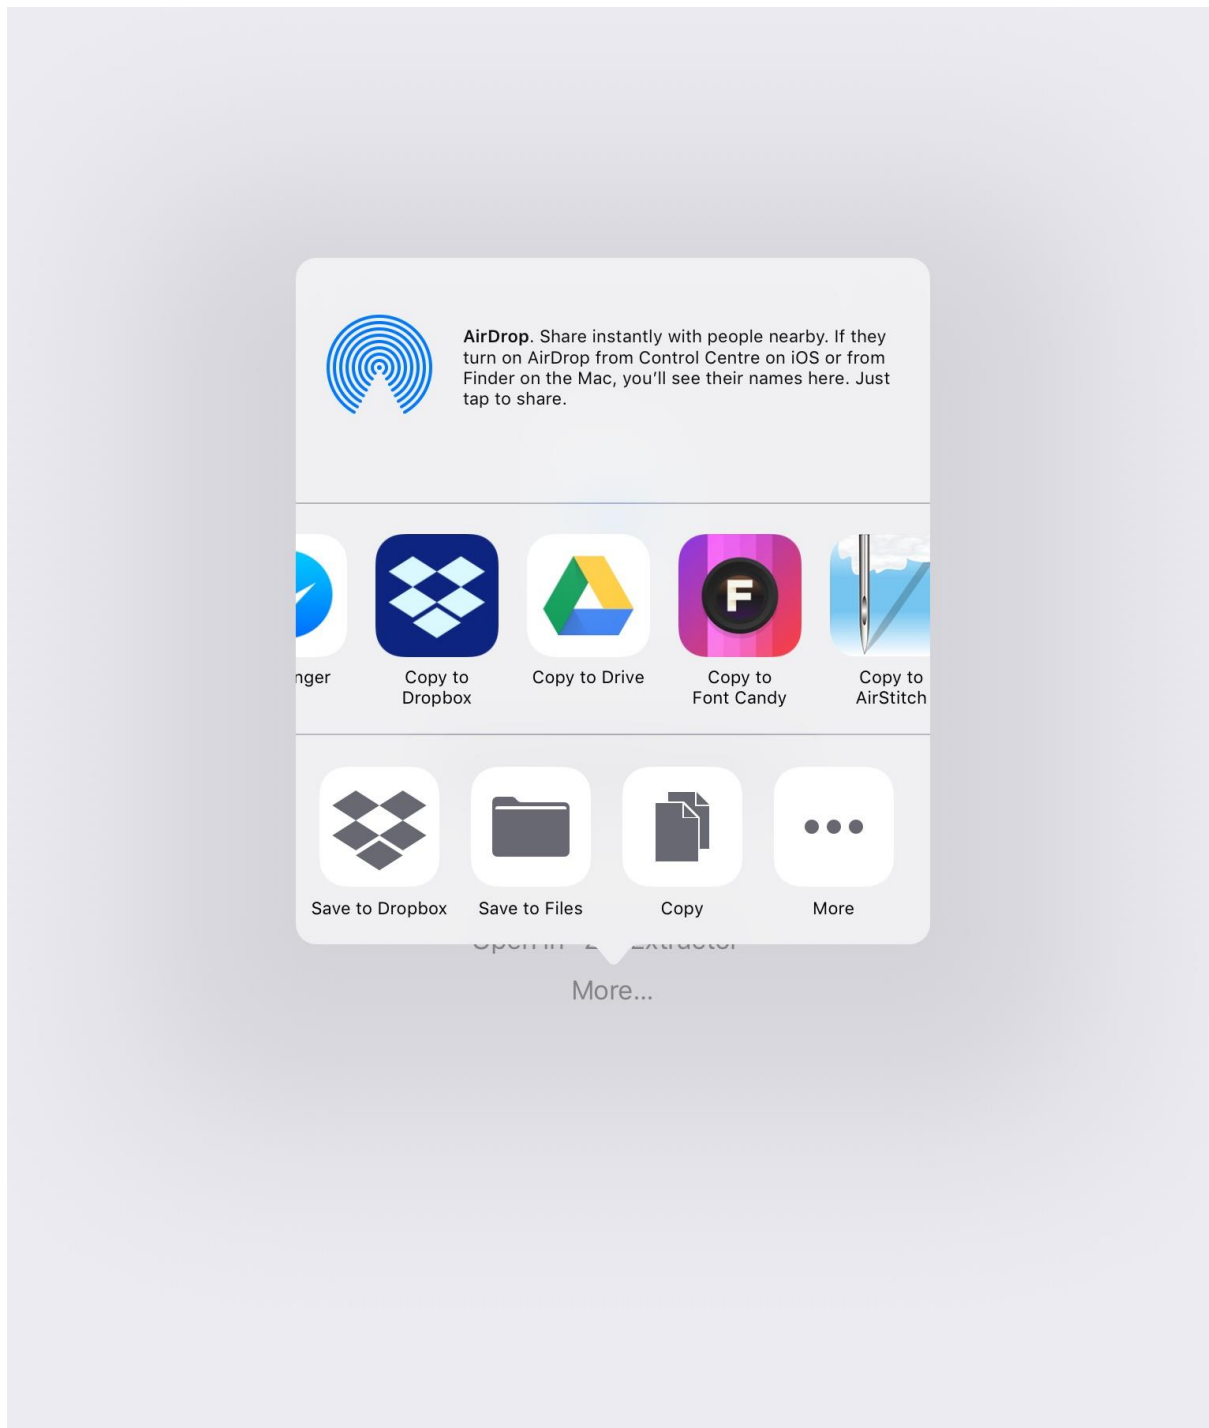 AirDrop. Share instantly with people nearby. If they
turn on AirDrop from Control Centre on iOS or from
Finder on the Mac, you'll see their names here. Just
tap to share.
nger
Copy to
Dropbox
Copy to Drive
F
Copy to
Font Candy
Copy to
AirStitch
Save to Dropbox
Save to Files
Copy
More
More...